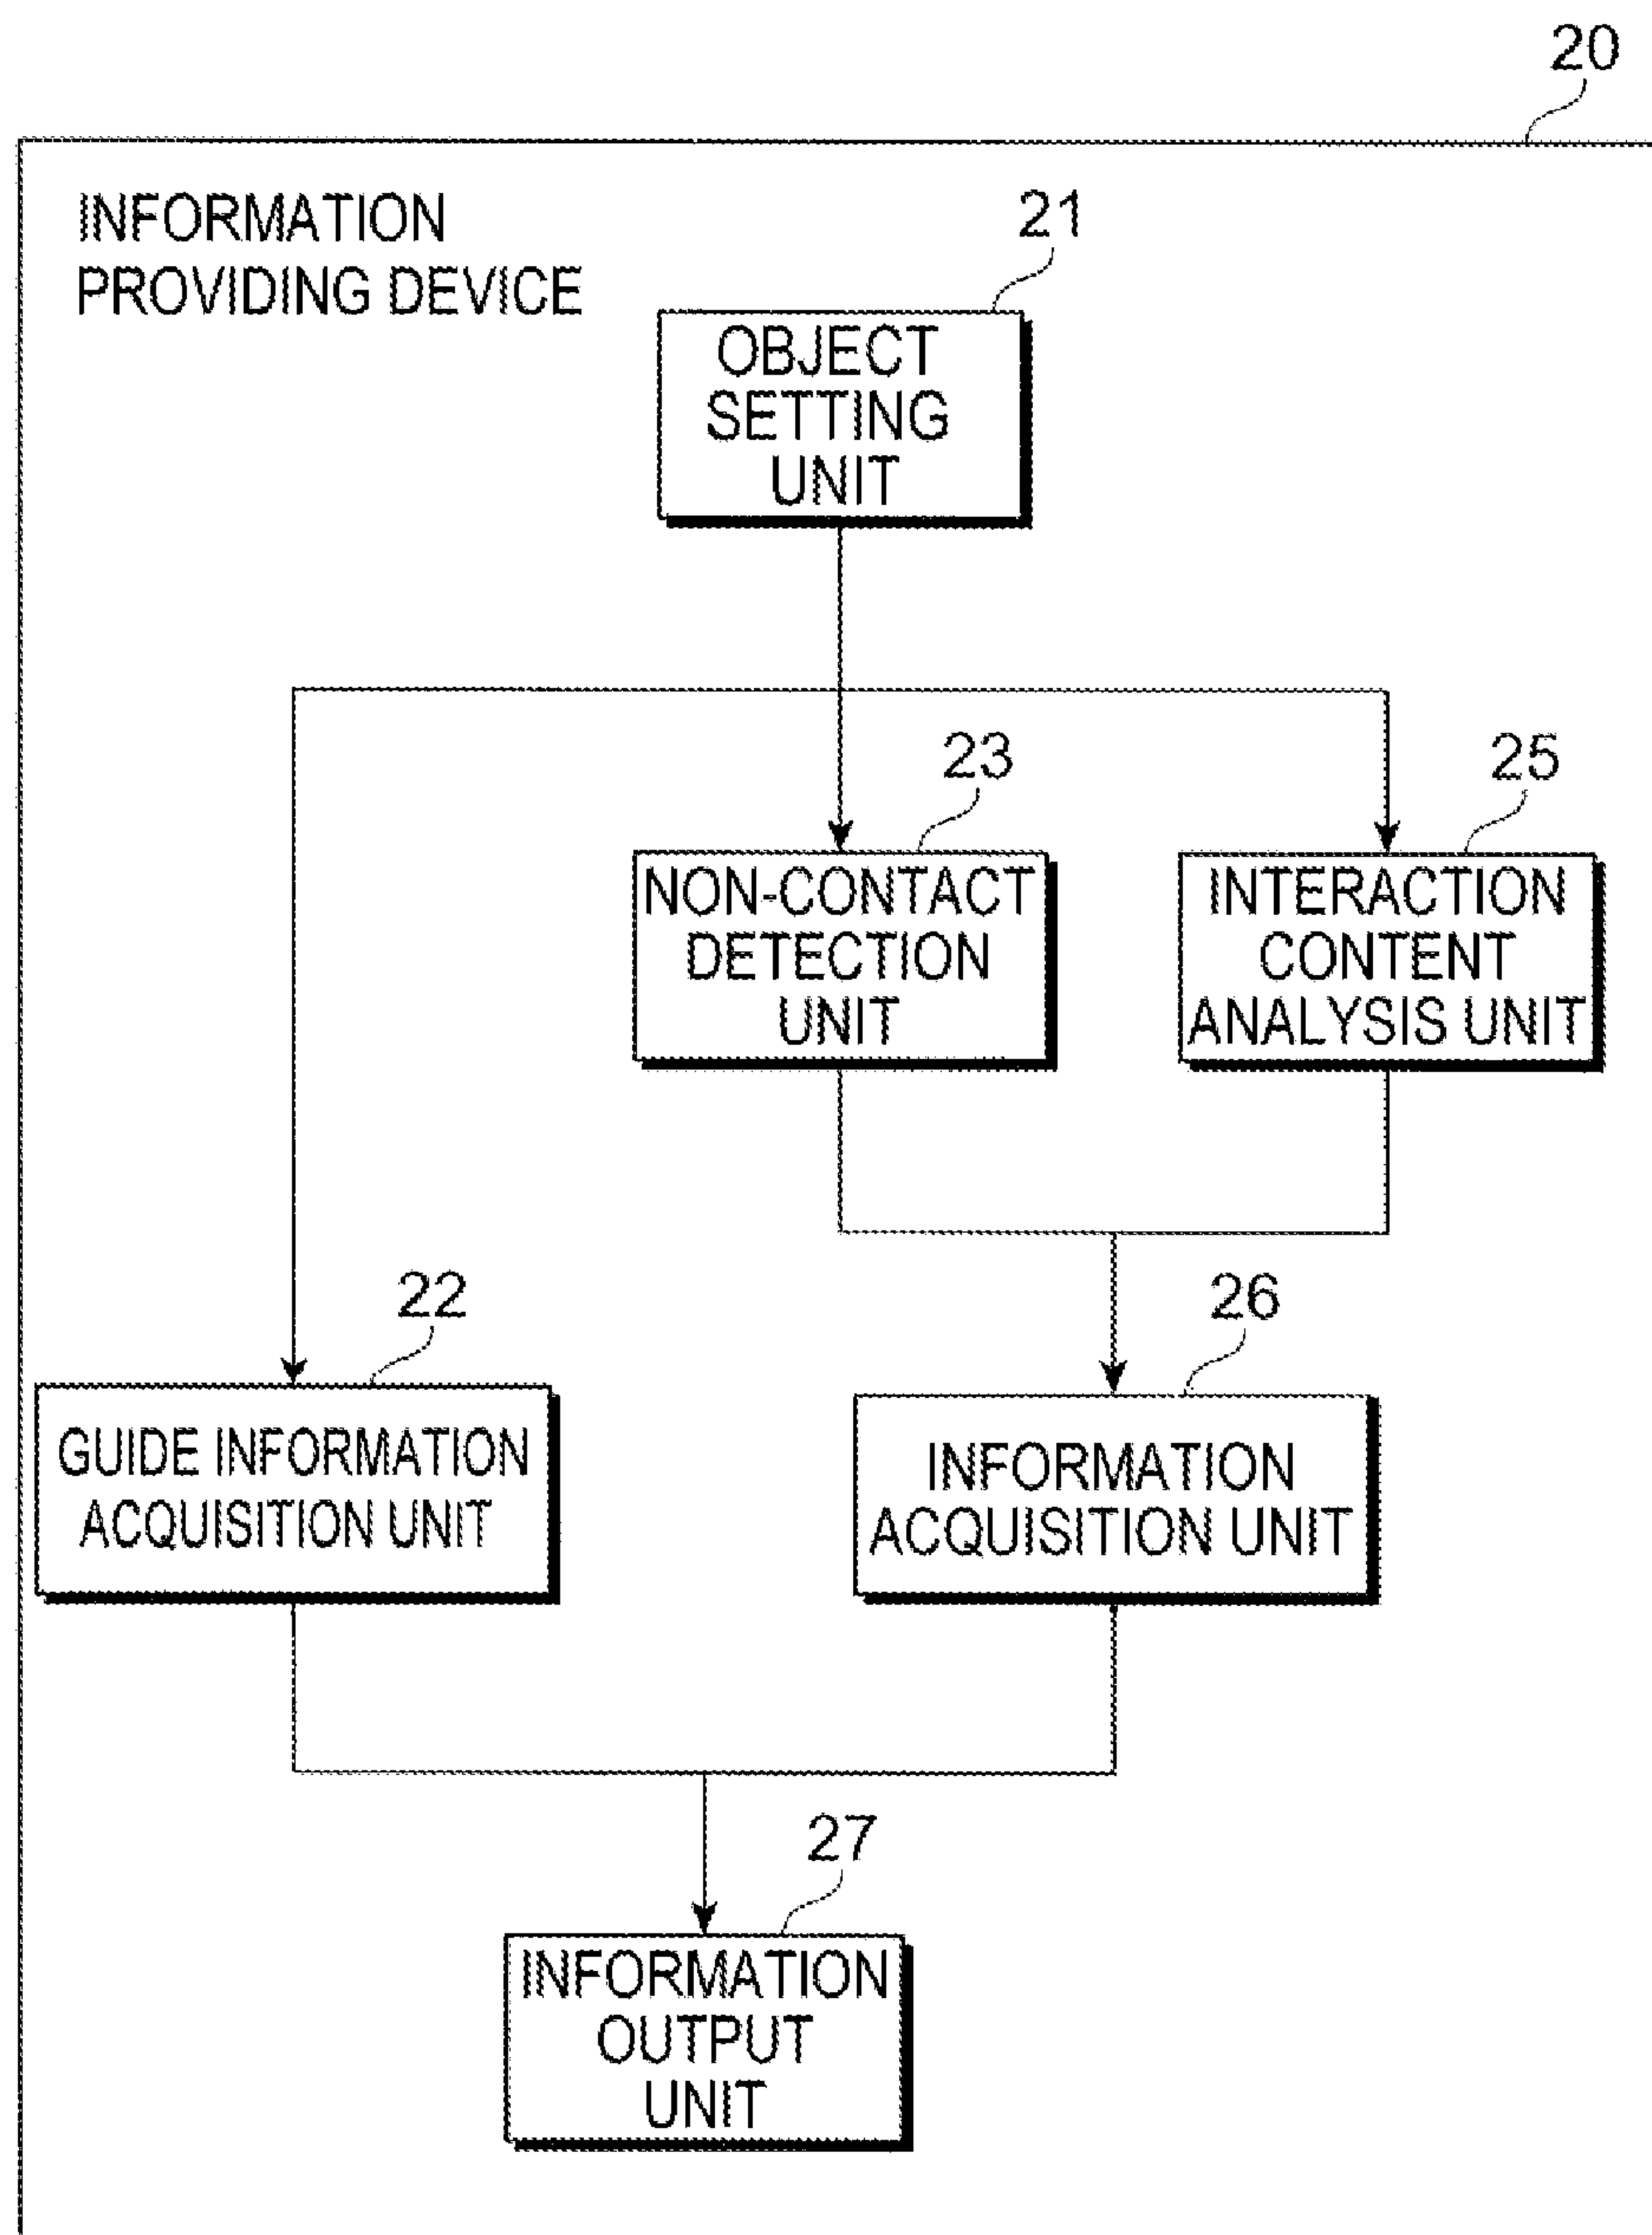 20
INFORMATION
PROVIDING DEVICE
21
OBJECT
SETTING
UNIT
23
NON-CONTACT
DETECTION
UNIT
25
INTERACTION
CONTENT
ANALYSIS UNIT
22
GUIDE INFORMATION
ACQUISITION UNIT
26
INFORMATION
ACQUISITION UNIT
27
INFORMATION
OUTPUT
UNIT